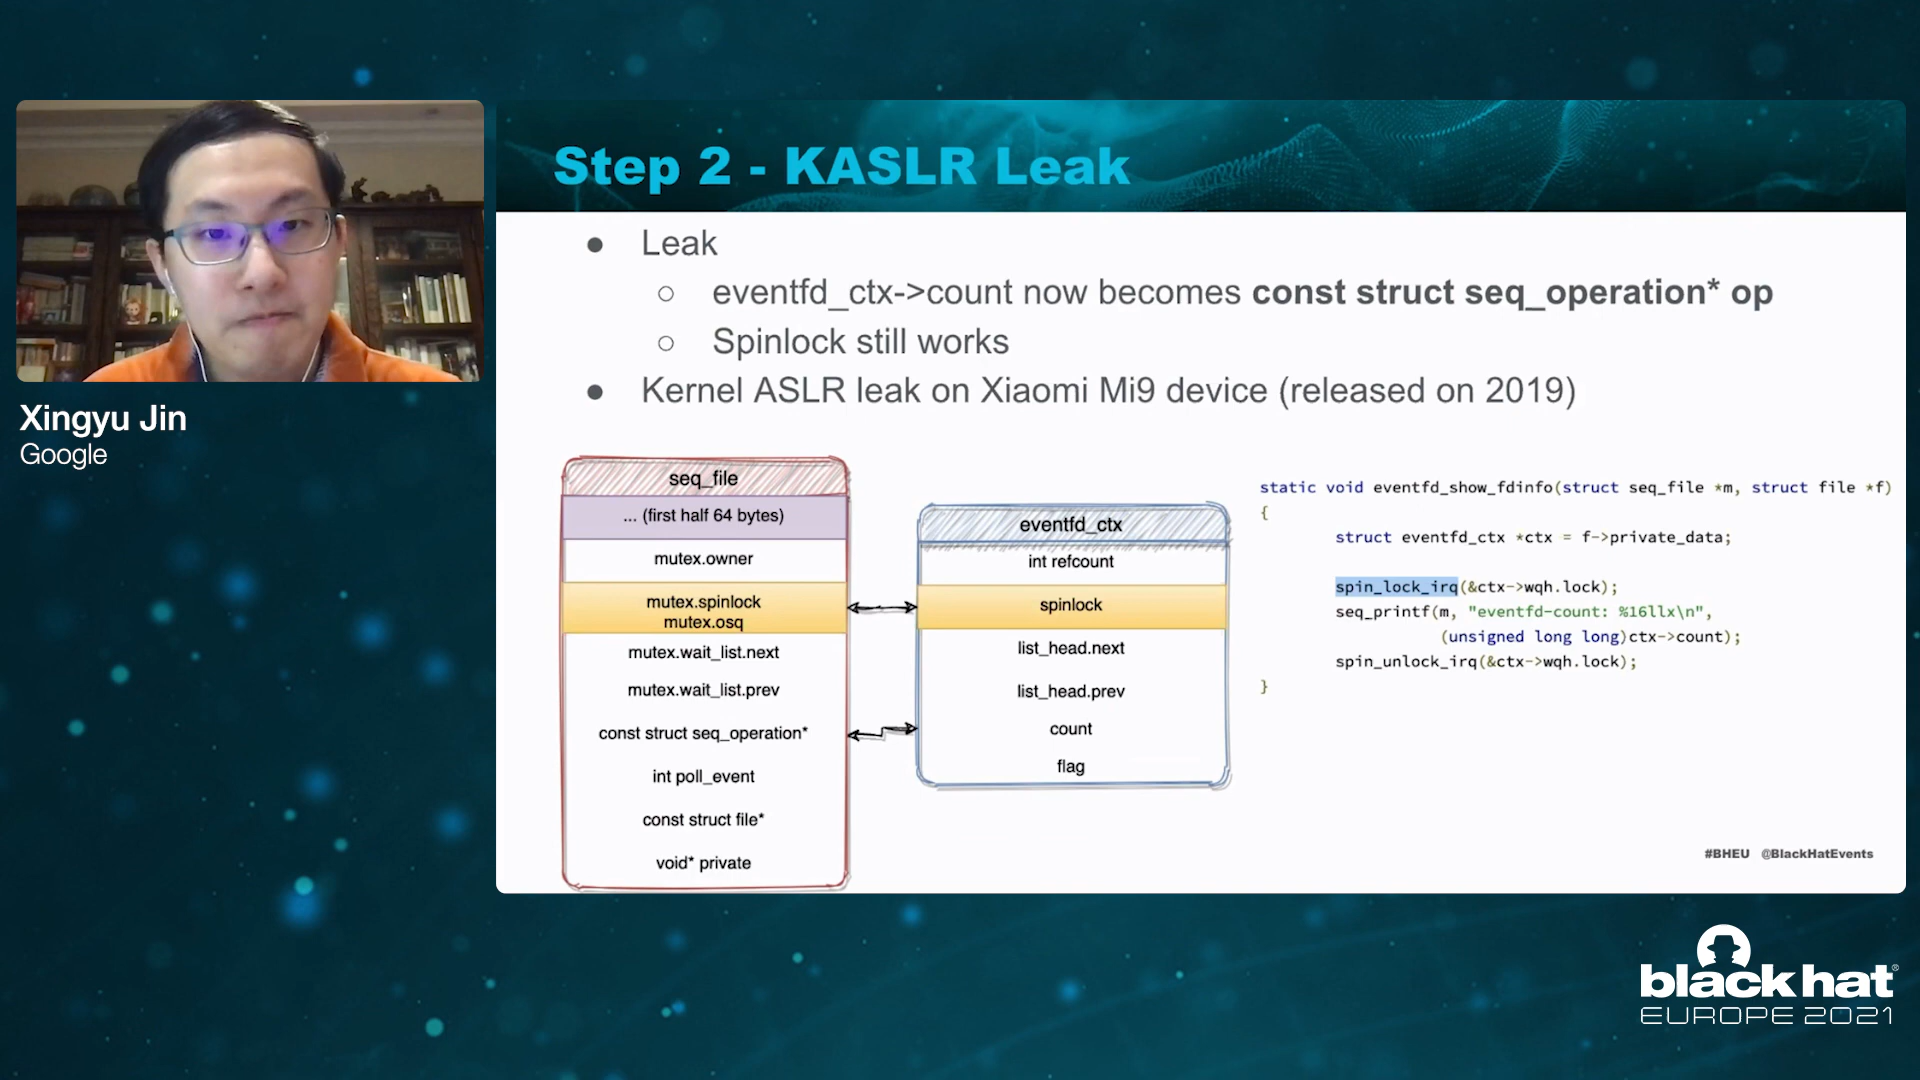 Step 2 - KASLR Leak
● Leak
○ eventfd_ctx->count now becomes const struct seq_operation* op
○ Spinlock still works
● Kernel ASLR leak on Xiaomi Mi9 device (released on 2019)
Xingyu Jin
Google
seq_file
... (first half 64 bytes)
mutex.owner
mutex.spinlock
mutex.osq
mutex.wait_list.next
mutex.wait_list.prev
const struct seq_operation*
int poll_event
const struct file*
void* private
eventfd_ctx
int refcount
spinlock
list_head.next
list_head.prev
count
flag
static void eventfd_show_fdinfo(struct seq_file *m, struct file *f)
{
struct eventfd_ctx *ctx = f->private_data;
spin_lock_irq(&ctx->wqh.lock);
seq_printf(m, "eventfd-count: %16llx\n",
(unsigned long long)ctx->count);
spin_unlock_irq(&ctx->wqh.lock);
}
#BHEU @BlackHatEvents
black hat®
EUROPE 2021